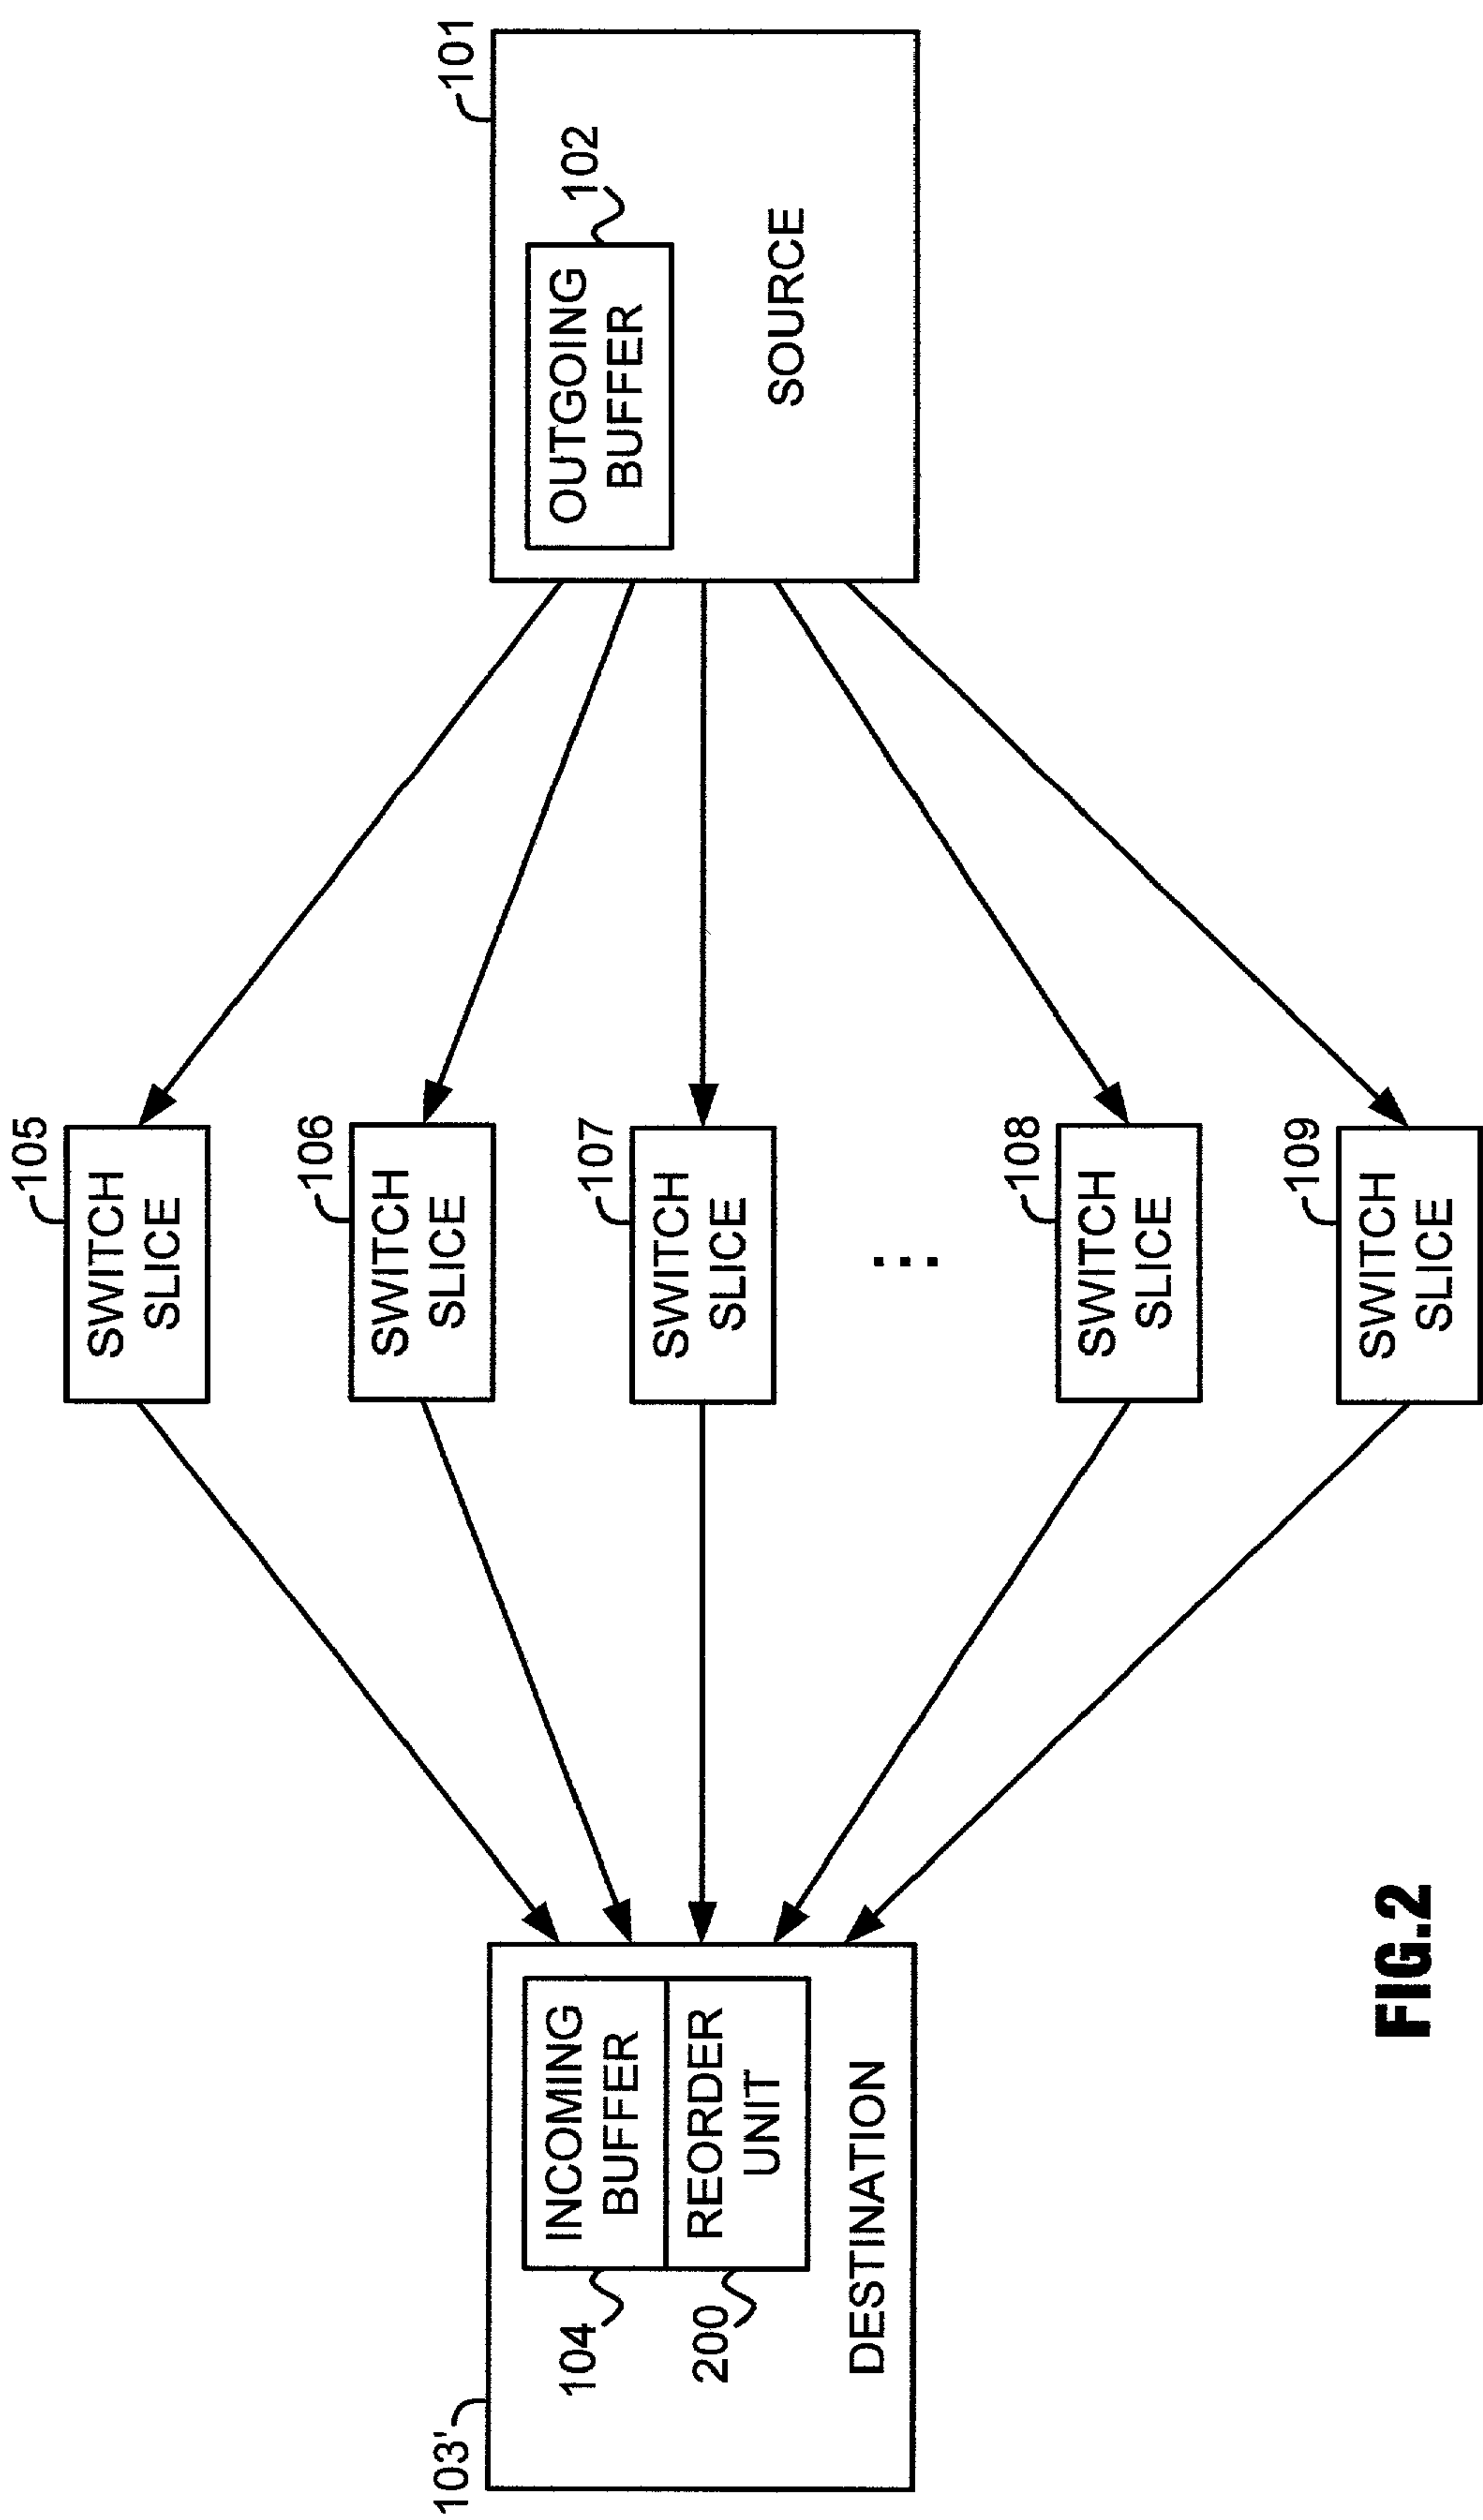 103'
104
INCOMING
BUFFER
200
REORDER
UNIT
DESTINATION
105
SWITCH
SLICE
106
SWITCH
SLICE
107
SWITCH
SLICE
...
108
SWITCH
SLICE
109
SWITCH
SLICE
101
102
OUTGOING
BUFFER
SOURCE
FIG.2